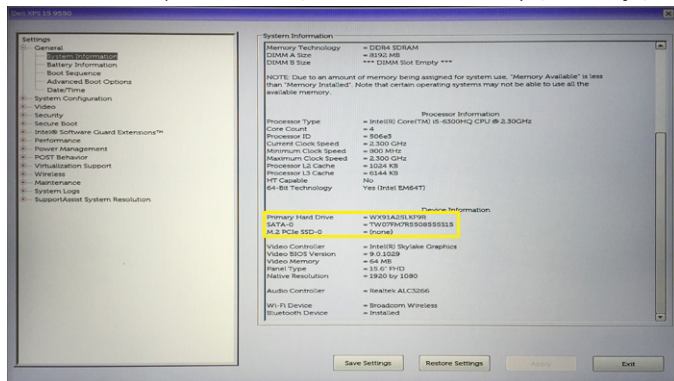 Dell XPS 15 9550
Settings
General
System Information
Battery Information
Boot Sequence
Advanced Boot Options
Date/Time
System Configuration
Video
Security
Secure Boot
Intel® Software Guard Extensions™
Performance
Power Management
POST Behavior
Virtualization Support
Wireless
Maintenance
System Logs
SupportAssist System Resolution
System Information
Memory Technology = DDR4 SDRAM
DIMM A Size = 8192 MB
DIMM B Size *** DIMM Slot Empty ***
NOTE: Due to an amount of memory being assigned for system use, "Memory Available" is less
than "Memory Installed". Note that certain operating systems may not be able to use all the
available memory.
Processor Information
Processor Type = Intel(R) Core(TM) i5-6300HQ CPU @ 2.30GHz
Core Count = 4
Processor ID = 506e3
Current Clock Speed = 2.300 GHz
Minimum Clock Speed = 800 MHz
Maximum Clock Speed = 2.300 GHz
Processor L2 Cache = 1024 KB
Processor L3 Cache = 6144 KB
HT Capable No
64-Bit Technology Yes (Intel EM64T)
Device Information
Primary Hard Drive = WX91A25LKF9R
SATA-0 = TW07FM7R5508555515
M.2 PCIe SSD-0 = (none)
Video Controller = Intel(R) Skylake Graphics
Video BIOS Version = 9.0.1029
Video Memory = 64 MB
Panel Type = 15.6" FHD
Native Resolution = 1920 by 1080
Audio Controller = Realtek ALC3266
Wi-Fi Device = Broadcom Wireless
Bluetooth Device = Installed
Save Settings
Restore Settings
Apply
Exit